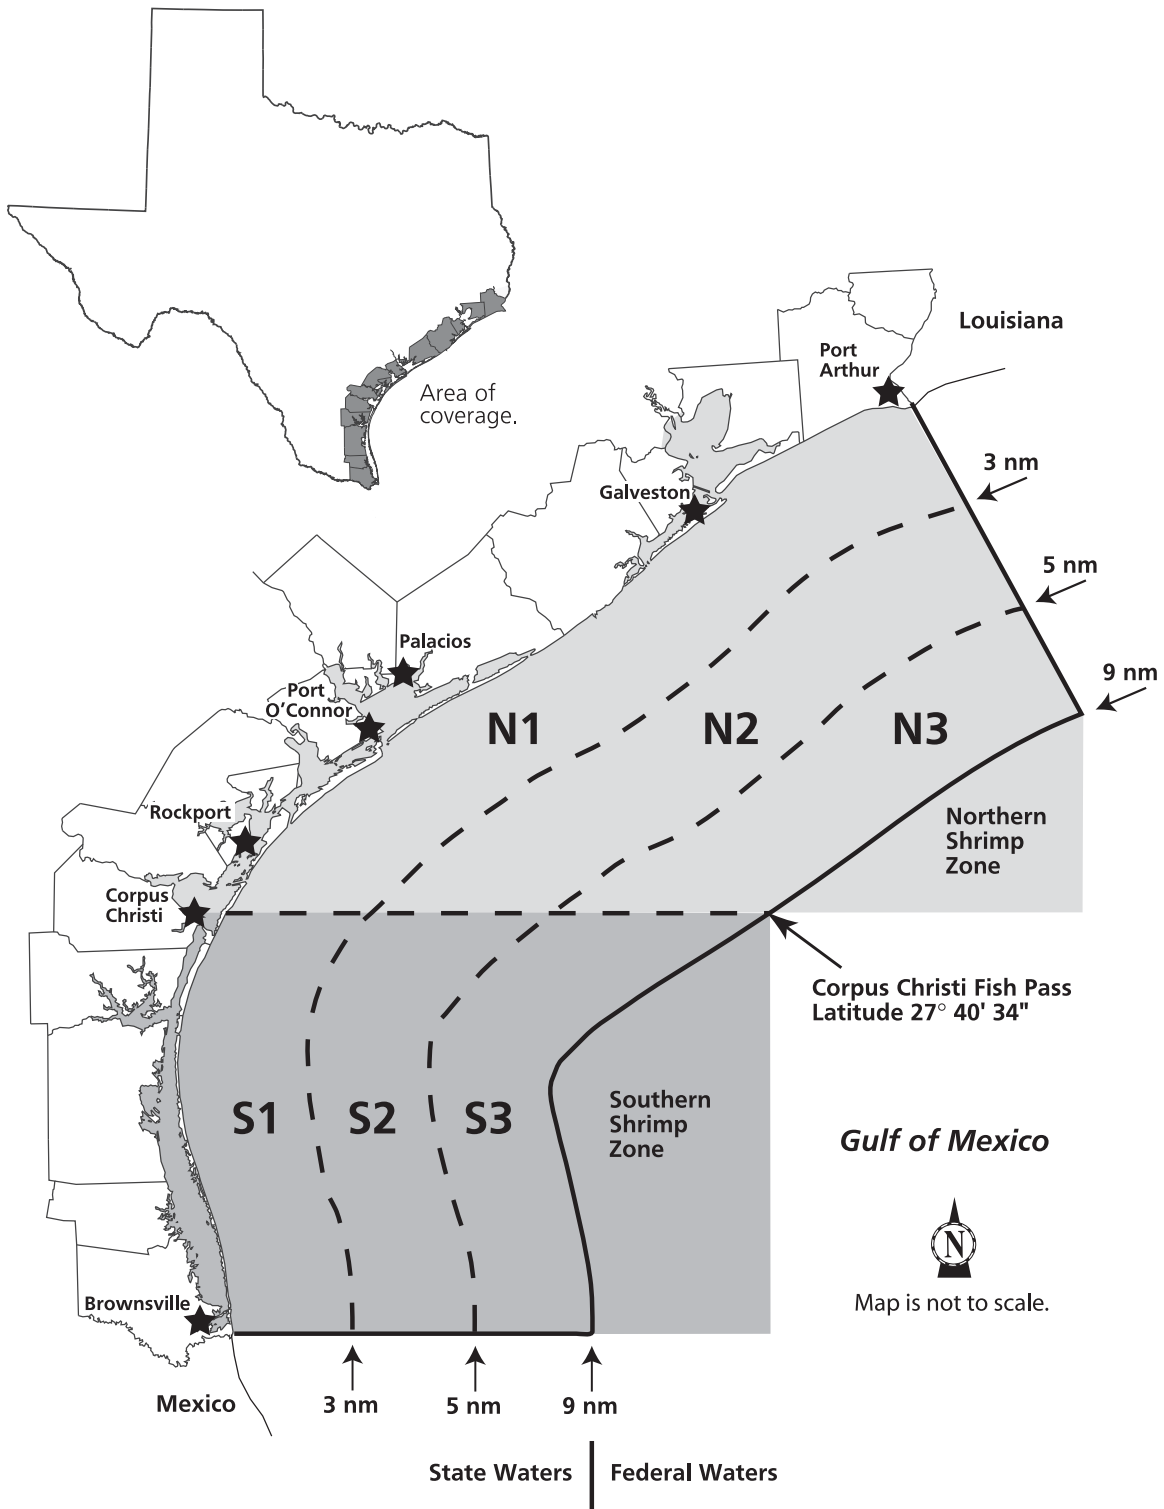 Area of
coverage.
Louisiana
Port
Arthur
3 nm
Galveston
5 nm
Palacios
9 nm
Port
O'Connor
N1
N2
N3
Rockport
Northern
Shrimp
Zone
Corpus
Christi
Corpus Christi Fish Pass
Latitude 27° 40' 34"
S1
S2
S3
Southern
Shrimp
Zone
Gulf of Mexico
N
Map is not to scale.
Brownsville
Mexico
3 nm
5 nm
9 nm
State Waters
Federal Waters